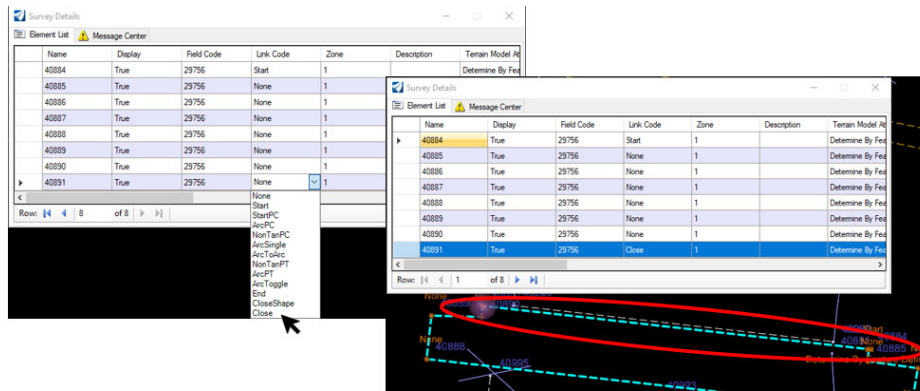 Survey Details
Element List Message Center
Name Display Field Code Link Code Zone Description Terrain Model At
40884 True 29756 Start 1 Determine By Fea
40885 True 29756 None 1
40886 True 29756 None 1
40887 True 29756 None 1
40888 True 29756 None 1
40889 True 29756 None 1
40890 True 29756 None 1
40891 True 29756 None 1
Row: 8 of 8
None
Start
StartPC
ArcPC
NonTanPC
ArcSingle
ArcToArc
NonTanPT
ArcPT
ArcToggle
End
CloseShape
Close
Survey Details
Element List Message Center
Name Display Field Code Link Code Zone Description Terrain Model At
40884 True 29756 Start 1 Determine By Fea
40885 True 29756 None 1 Determine By Fea
40886 True 29756 None 1 Determine By Fea
40887 True 29756 None 1 Determine By Fea
40888 True 29756 None 1 Determine By Fea
40889 True 29756 None 1 Determine By Fea
40890 True 29756 None 1 Determine By Fea
40891 True 29756 Close 1 Determine By Fea
Row: 1 of 8
None
None
40888
40995
Start
40884
None
40885
40983